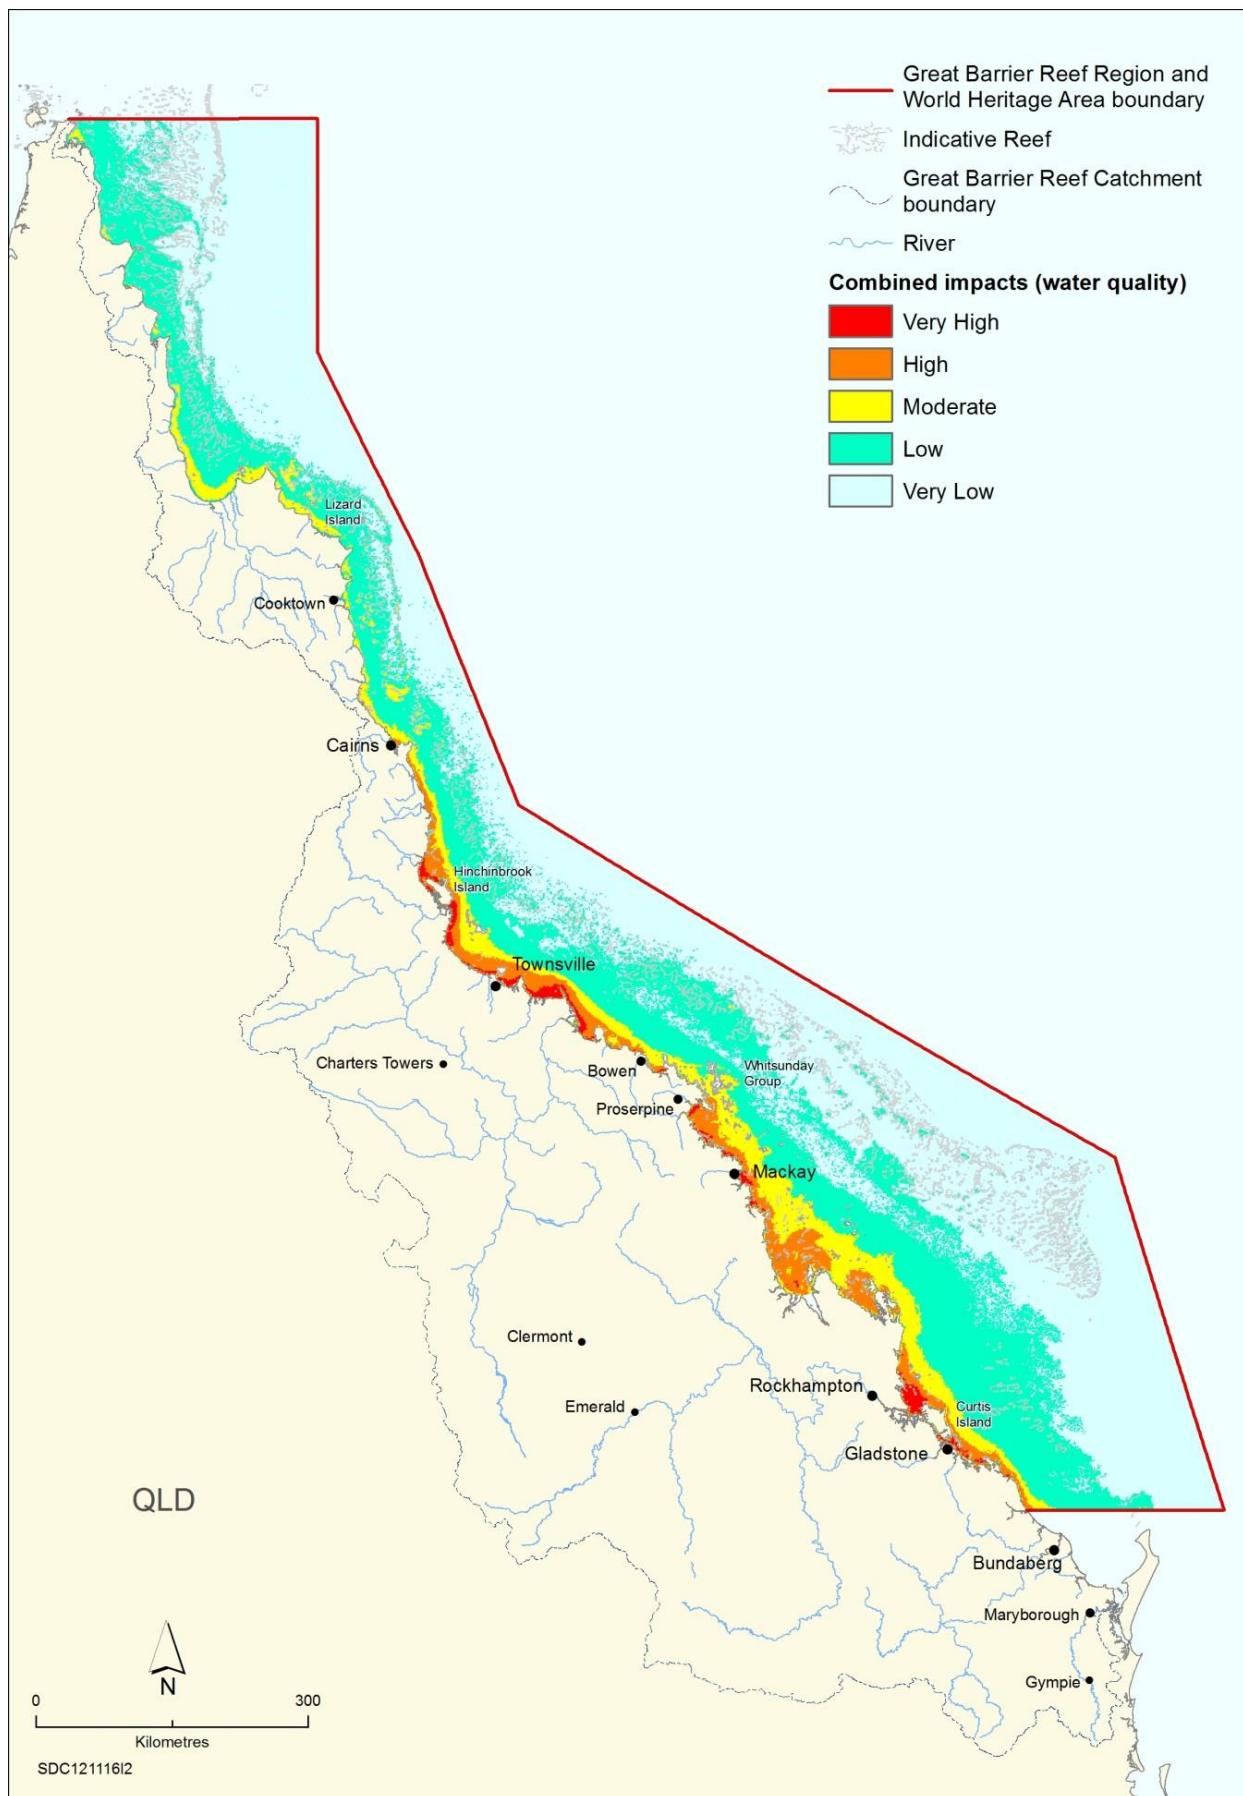 Great Barrier Reef Region and
World Heritage Area boundary
Indicative Reef
Great Barrier Reef Catchment
boundary
River
Combined impacts (water quality)
Very High
High
Moderate
Low
Very Low
Lizard
Island
Cooktown
Cairns
Hinchinbrook
Island
Townsville
Charters Towers
Bowen
Whitsunday
Group
Proserpine
Mackay
Clermont
Rockhampton
Emerald
Curtis
Island
Gladstone
QLD
Bundaberg
Maryborough
Gympie
N
0 300
Kilometres
SDC121116I2